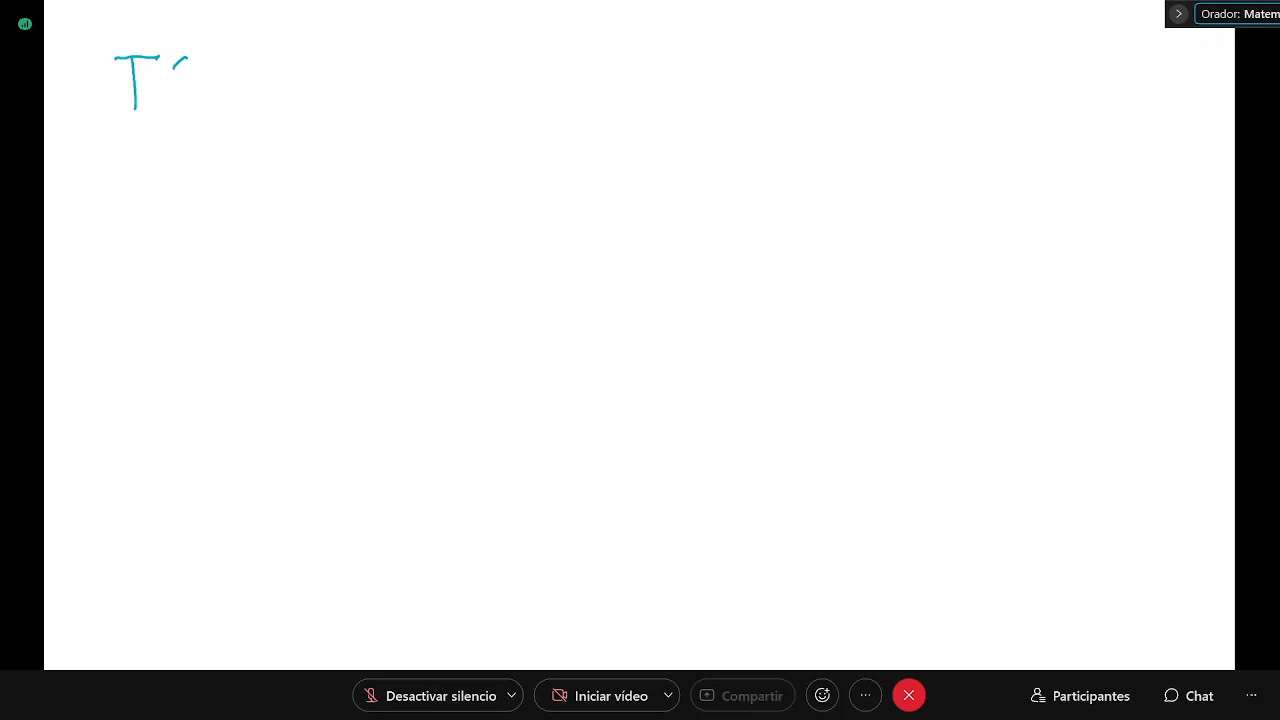 Orador: Matem
T
Desactivar silencio
Iniciar vídeo
Compartir
Participantes
Chat